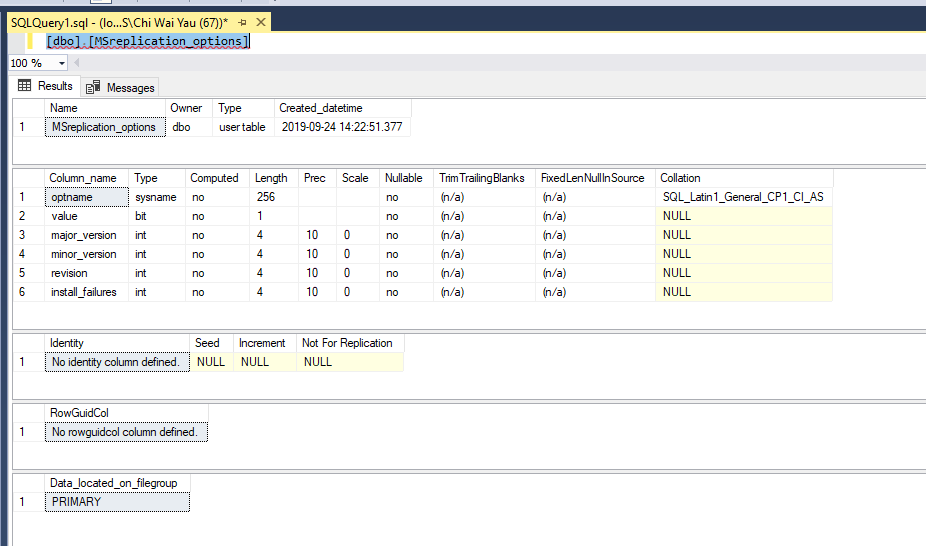 SQLQuery1.sql - (lo...S\Chi Wai Yau (67))*
[dbo].[MSreplication_options]
100 %
Results Messages
Name Owner Type Created_datetime
1 MSreplication_options dbo user table 2019-09-24 14:22:51.377
Column_name Type Computed Length Prec Scale Nullable TrimTrailingBlanks FixedLenNullInSource Collation
1 optname sysname no 256 no (n/a) (n/a) SQL_Latin1_General_CP1_CI_AS
2 value bit no 1 no (n/a) (n/a) NULL
3 major_version int no 4 10 0 no (n/a) (n/a) NULL
4 minor_version int no 4 10 0 no (n/a) (n/a) NULL
5 revision int no 4 10 0 no (n/a) (n/a) NULL
6 install_failures int no 4 10 0 no (n/a) (n/a) NULL
Identity Seed Increment Not For Replication
1 No identity column defined. NULL NULL NULL
RowGuidCol
1 No rowguidcol column defined.
Data_located_on_filegroup
1 PRIMARY